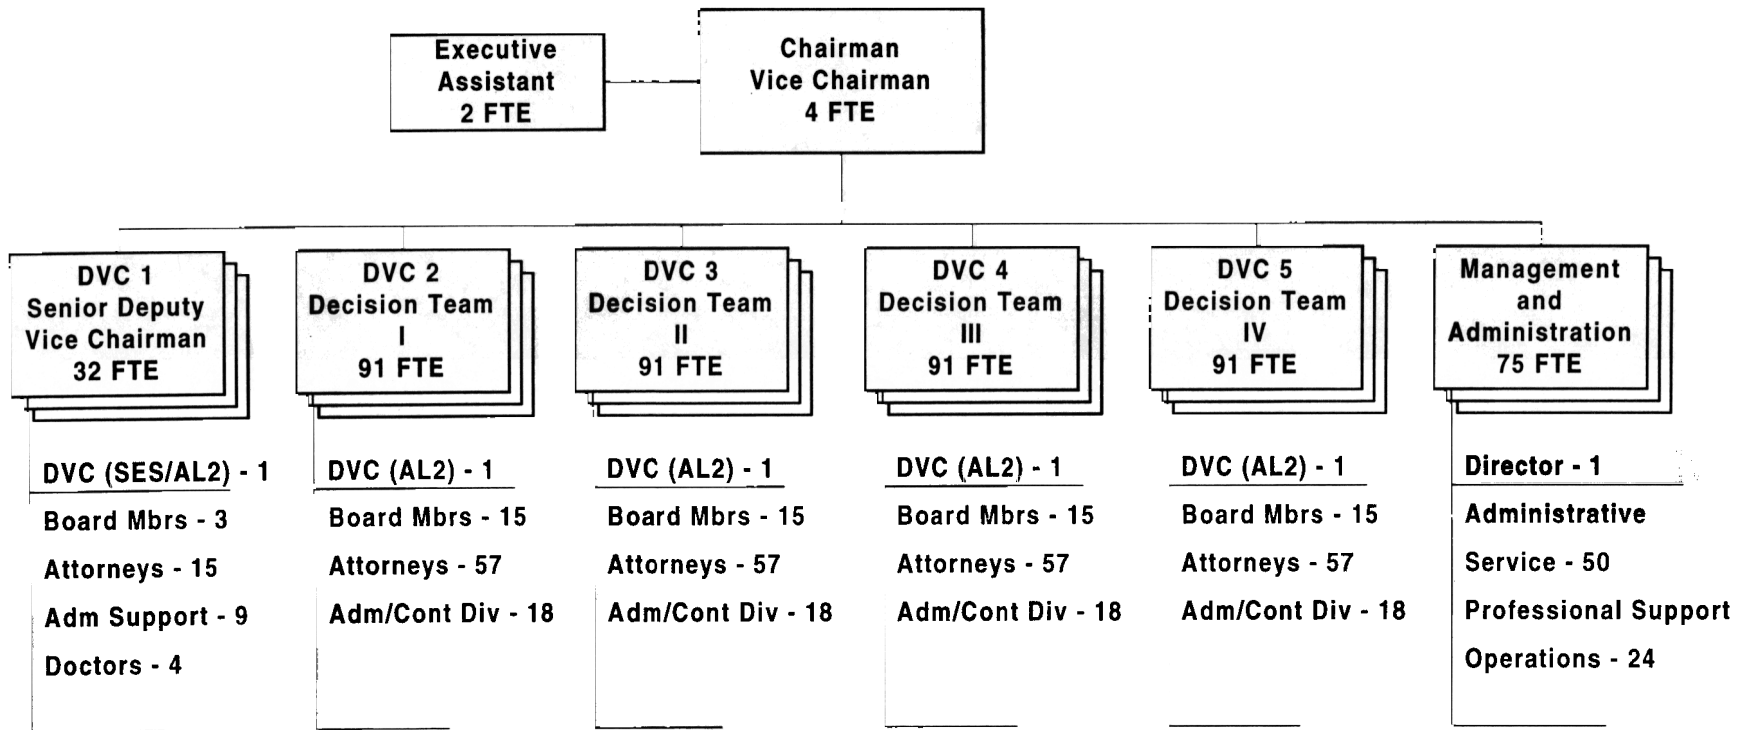 Executive
Assistant
2 FTE
Chairman
Vice Chairman
4 FTE
DVC 1
Senior Deputy
Vice Chairman
32 FTE
DVC (SES/AL2) - 1
Board Mbrs - 3
Attorneys - 15
Adm Support - 9
Doctors - 4
DVC 2
Decision Team
I
91 FTE
DVC (AL2) - 1
Board Mbrs - 15
Attorneys - 57
Adm/Cont Div - 18
DVC 3
Decision Team
II
91 FTE
DVC (AL2) - 1
Board Mbrs - 15
Attorneys - 57
Adm/Cont Div - 18
DVC 4
Decision Team
III
91 FTE
DVC (AL2) - 1
Board Mbrs - 15
Attorneys - 57
Adm/Cont Div - 18
DVC 5
Decision Team
IV
91 FTE
DVC (AL2) - 1
Board Mbrs - 15
Attorneys - 57
Adm/Cont Div - 18
Management
and
Administration
75 FTE
Director - 1
Administrative
Service - 50
Professional Support
Operations - 24